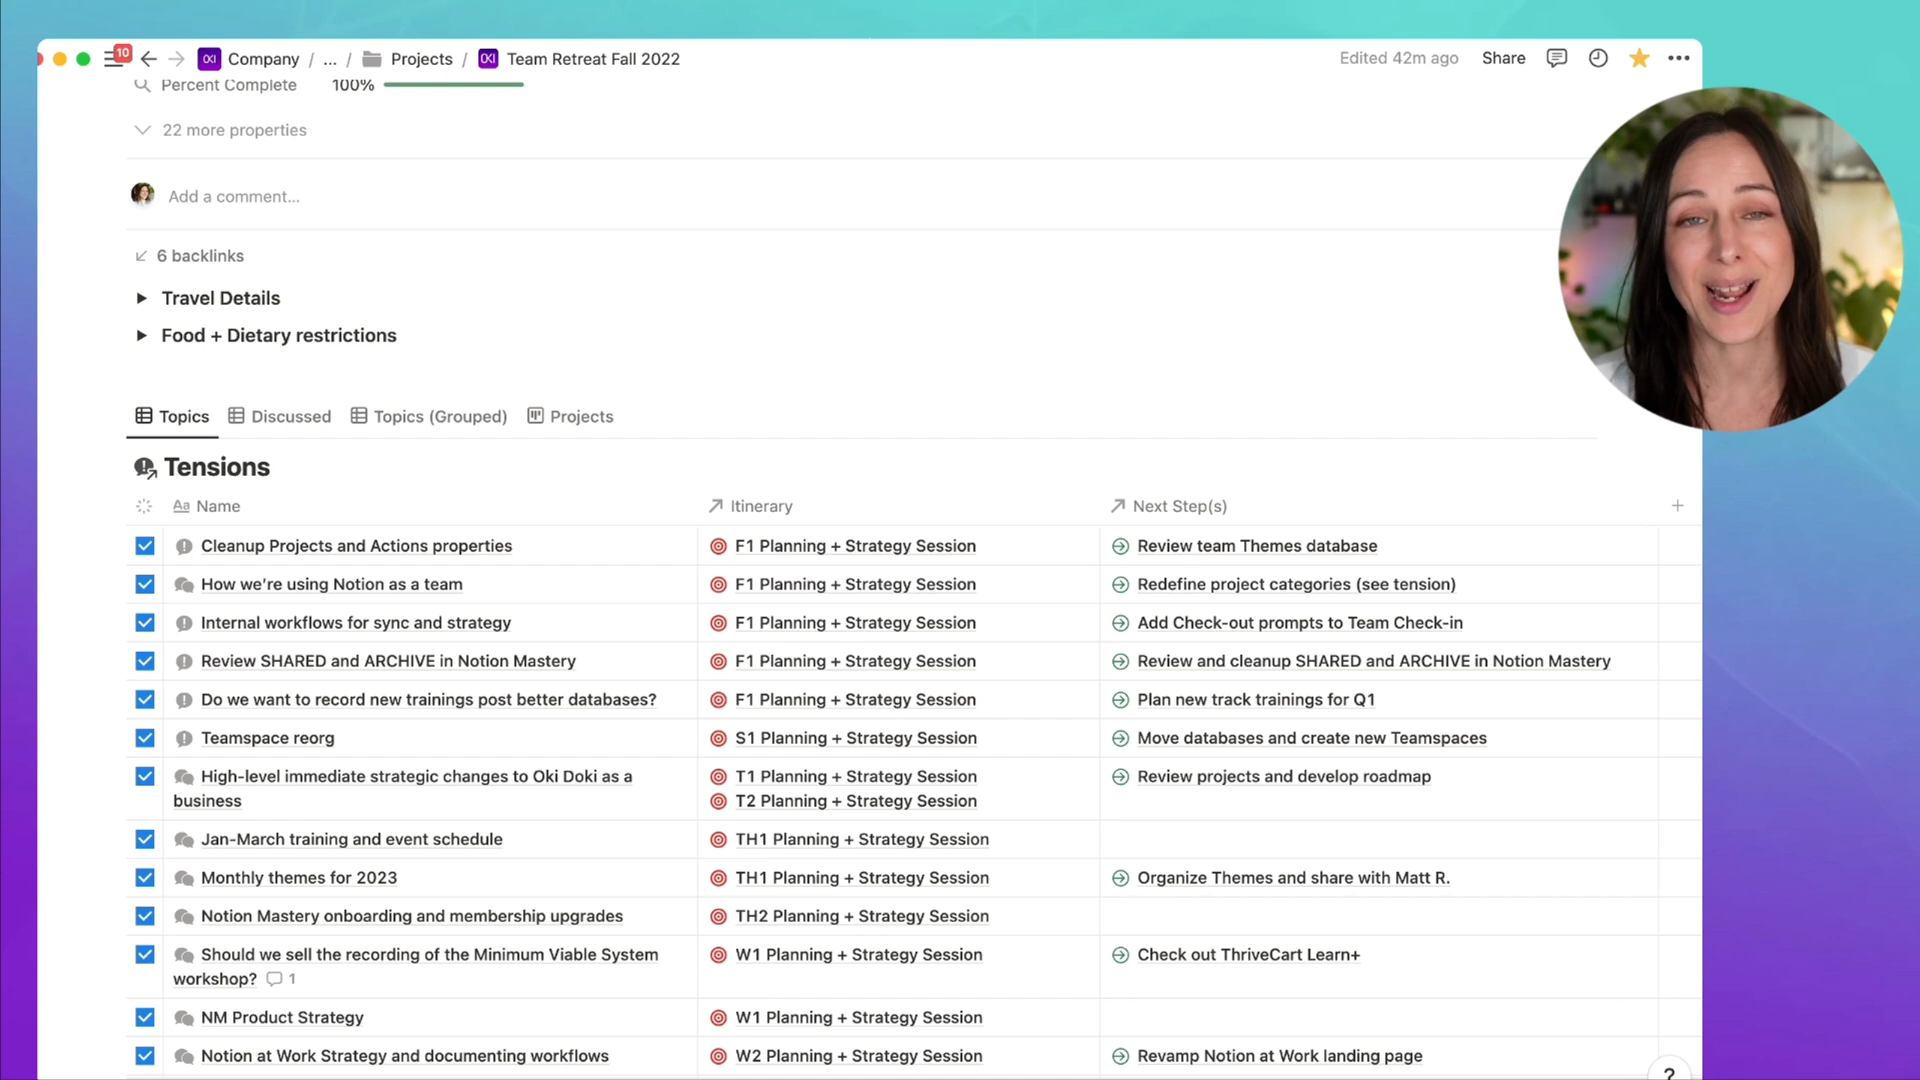 10
Company / ... / Projects / Team Retreat Fall 2022
Edited 42m ago Share
Percent Complete 100%
22 more properties
Add a comment...
6 backlinks
Travel Details
Food + Dietary restrictions
Topics Discussed Topics (Grouped) Projects
Tensions
Aa Name Itinerary Next Step(s)
Cleanup Projects and Actions properties F1 Planning + Strategy Session Review team Themes database
How we're using Notion as a team F1 Planning + Strategy Session Redefine project categories (see tension)
Internal workflows for sync and strategy F1 Planning + Strategy Session Add Check-out prompts to Team Check-in
Review SHARED and ARCHIVE in Notion Mastery F1 Planning + Strategy Session Review and cleanup SHARED and ARCHIVE in Notion Mastery
Do we want to record new trainings post better databases? F1 Planning + Strategy Session Plan new track trainings for Q1
Teamspace reorg S1 Planning + Strategy Session Move databases and create new Teamspaces
High-level immediate strategic changes to Oki Doki as a T1 Planning + Strategy Session Review projects and develop roadmap
business T2 Planning + Strategy Session
Jan-March training and event schedule TH1 Planning + Strategy Session
Monthly themes for 2023 TH1 Planning + Strategy Session Organize Themes and share with Matt R.
Notion Mastery onboarding and membership upgrades TH2 Planning + Strategy Session
Should we sell the recording of the Minimum Viable System W1 Planning + Strategy Session Check out ThriveCart Learn+
workshop? 1
NM Product Strategy W1 Planning + Strategy Session
Notion at Work Strategy and documenting workflows W2 Planning + Strategy Session Revamp Notion at Work landing page
?